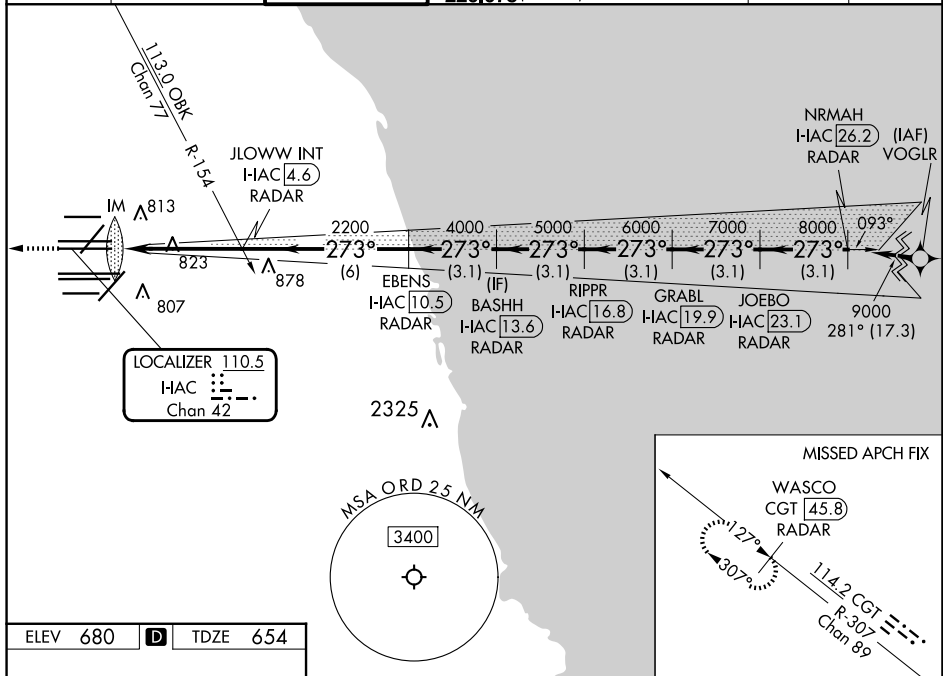 113.0 OBK
Chan 77
R-154
JLOWW INT
I-IAC 4.6
RADAR
NRMAH
I-IAC 26.2
RADAR
(IAF)
VOGLR
IM
813
823
878
807
2200
273°
(6)
4000
273°
(3.1)
5000
273°
(3.1)
6000
273°
(3.1)
7000
273°
(3.1)
8000
273°
(3.1)
093°
EBENS
I-IAC 10.5
RADAR
(IF)
BASHH
I-IAC 13.6
RADAR
RIPPR
I-IAC 16.8
RADAR
GRABL
I-IAC 19.9
RADAR
JOEBO
I-IAC 23.1
RADAR
9000
281° (17.3)
LOCALIZER 110.5
I-IAC
Chan 42
2325
MSA ORD 25 NM
3400
MISSED APCH FIX
WASCO
CGT 45.8
RADAR
127°
307°
114.2 CGT
R-307
Chan 89
ELEV 680 D TDZE 654